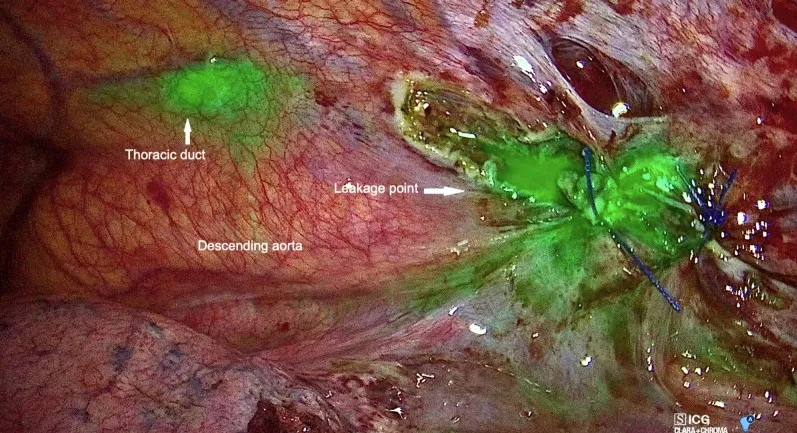 Thoracic duct
Leakage point
Descending aorta
S ICG
CLARA+CHROMA